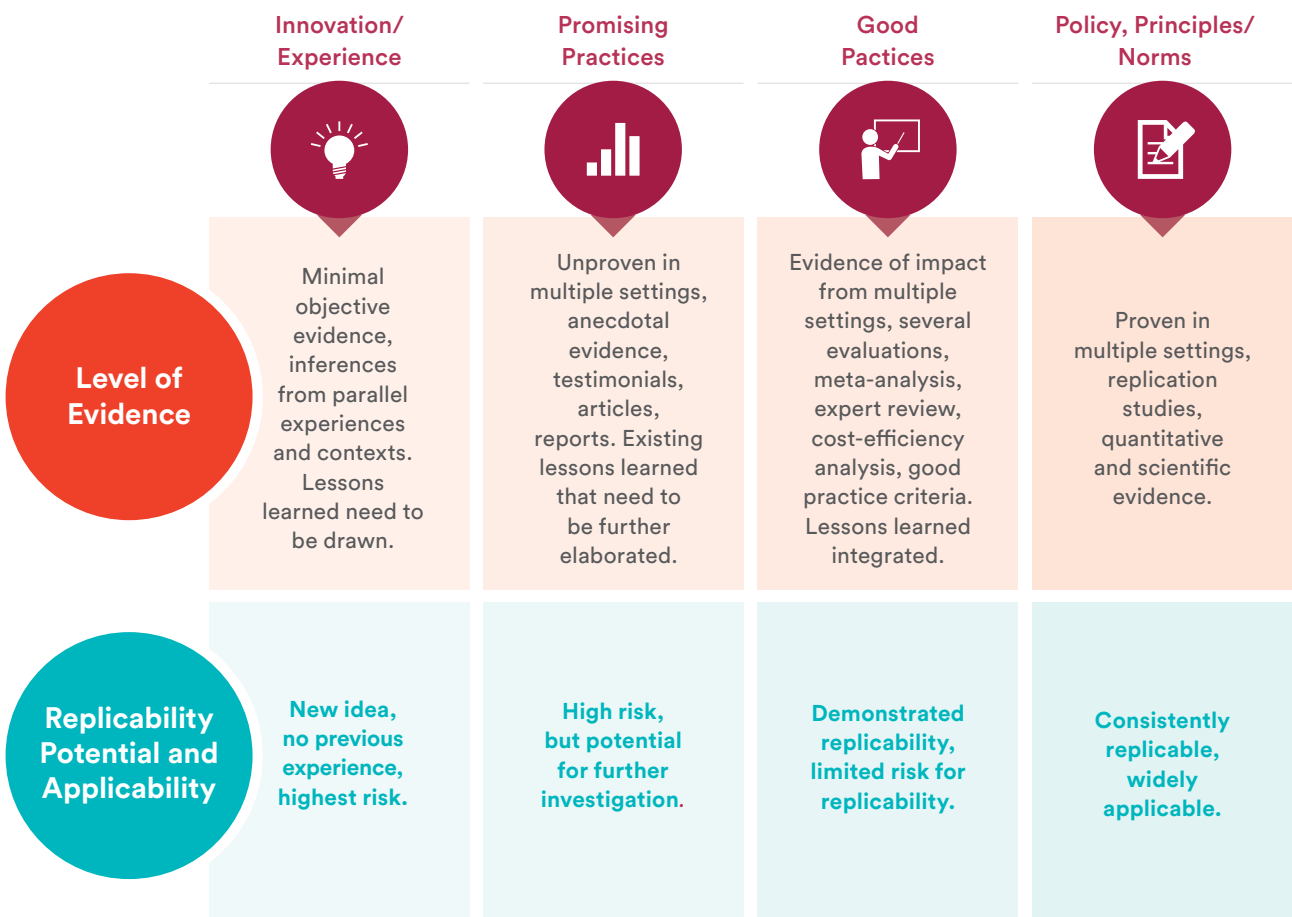 Innovation/
Experience
Promising
Practices
Good
Pactices
Policy, Principles/
Norms
Level of
Evidence
Minimal
objective
evidence,
inferences
from parallel
experiences
and contexts.
Lessons
learned need to
be drawn.
Unproven in
multiple settings,
anecdotal
evidence,
testimonials,
articles,
reports. Existing
lessons learned
that need to
be further
elaborated.
Evidence of impact
from multiple
settings, several
evaluations,
meta-analysis,
expert review,
cost-efficiency
analysis, good
practice criteria.
Lessons learned
integrated.
Proven in
multiple settings,
replication
studies,
quantitative
and scientific
evidence.
Replicability
Potential and
Applicability
New idea,
no previous
experience,
highest risk.
High risk,
but potential
for further
investigation.
Demonstrated
replicability,
limited risk for
replicability.
Consistently
replicable,
widely
applicable.